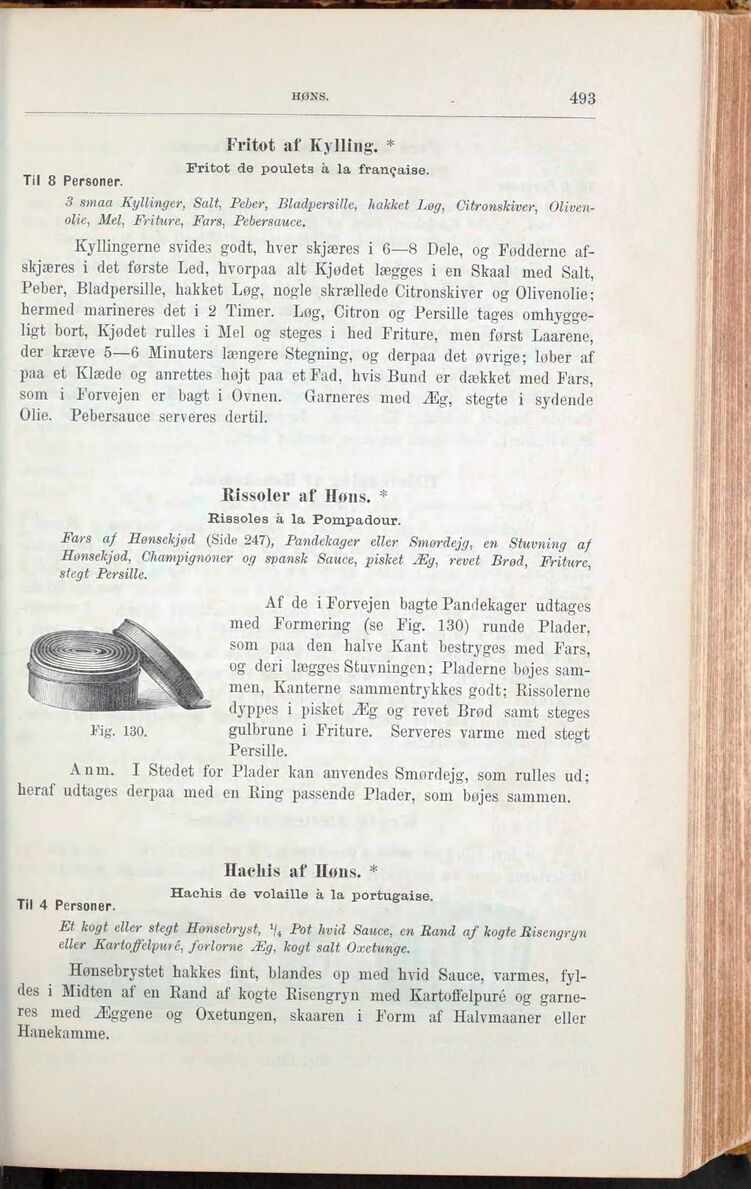 HØNS.
493
Fritot af Kylling. *
Fritot de poulets à la française.
Til 8 Personer.
3 smaa Kyllinger, Salt, Peber, Bladpersille, hakket Løg, Citronskiver, Oliven-
olie, Mel, Friture, Fars, Pebersauce.
Kyllingerne svides godt, hver skjæres i 6—8 Dele, og Fødderne af-
skjæres i det første Led, hvorpaa alt Kjødet lægges i en Skaal med Salt,
Peber, Bladpersille, hakket Løg, nogle skrællede Citronskiver og Olivenolie;
hermed marineres det i 2 Timer. Løg, Citron og Persille tages omhygge-
ligt bort, Kjødet rulles i Mel og steges i hed Friture, men først Laarene,
der kræve 5—6 Minuters længere Stegning, og derpaa det øvrige; løber af
paa et Klæde og anrettes højt paa et Fad, hvis Bund er dækket med Fars,
som i Forvejen er bagt i Ovnen. Garneres med Æg, stegte i sydende
Olie. Pebersauce serveres dertil.
Rissoler af Høns. *
Rissoles à la Pompadour.
Fars af Hønsekjød (Side 247), Pandekager eller Smørdejg, en Stuvning af
Hønsekjød, Champignoner og spansk Sauce, pisket Æg, revet Brød, Friture,
stegt Persille.
Af de i Forvejen bagte Pandekager udtages
med Formering (se Fig. 130) runde Plader,
som paa den halve Kant bestryges med Fars,
og deri lægges Stuvningen; Pladerne bøjes sam-
men, Kanterne sammentrykkes godt; Rissolerne
dyppes i pisket Æg og revet Brød samt steges
gulbrune i Friture. Serveres varme med stegt
Persille.
Fig. 130.
Anm. I Stedet for Plader kan anvendes Smørdejg, som rulles ud;
heraf udtages derpaa med en Ring passende Plader, som bøjes sammen.
Hachis af Høns. *
Hachis de volaille à la portugaise.
Til 4 Personer.
Et kogt eller stegt Hønsebryst, 1/4 Pot hvid Sauce, en Rand af kogte Risengryn
eller Kartoffelpuré, forlorne Æg, kogt salt Oxetunge.
Hønsebrystet hakkes fint, blandes op med hvid Sauce, varmes, fyl-
des i Midten af en Rand af kogte Risengryn med Kartoffelpuré og garne-
res med Æggene og Oxetungen, skaaren i Form af Halvmaaner eller
Hanekamme.